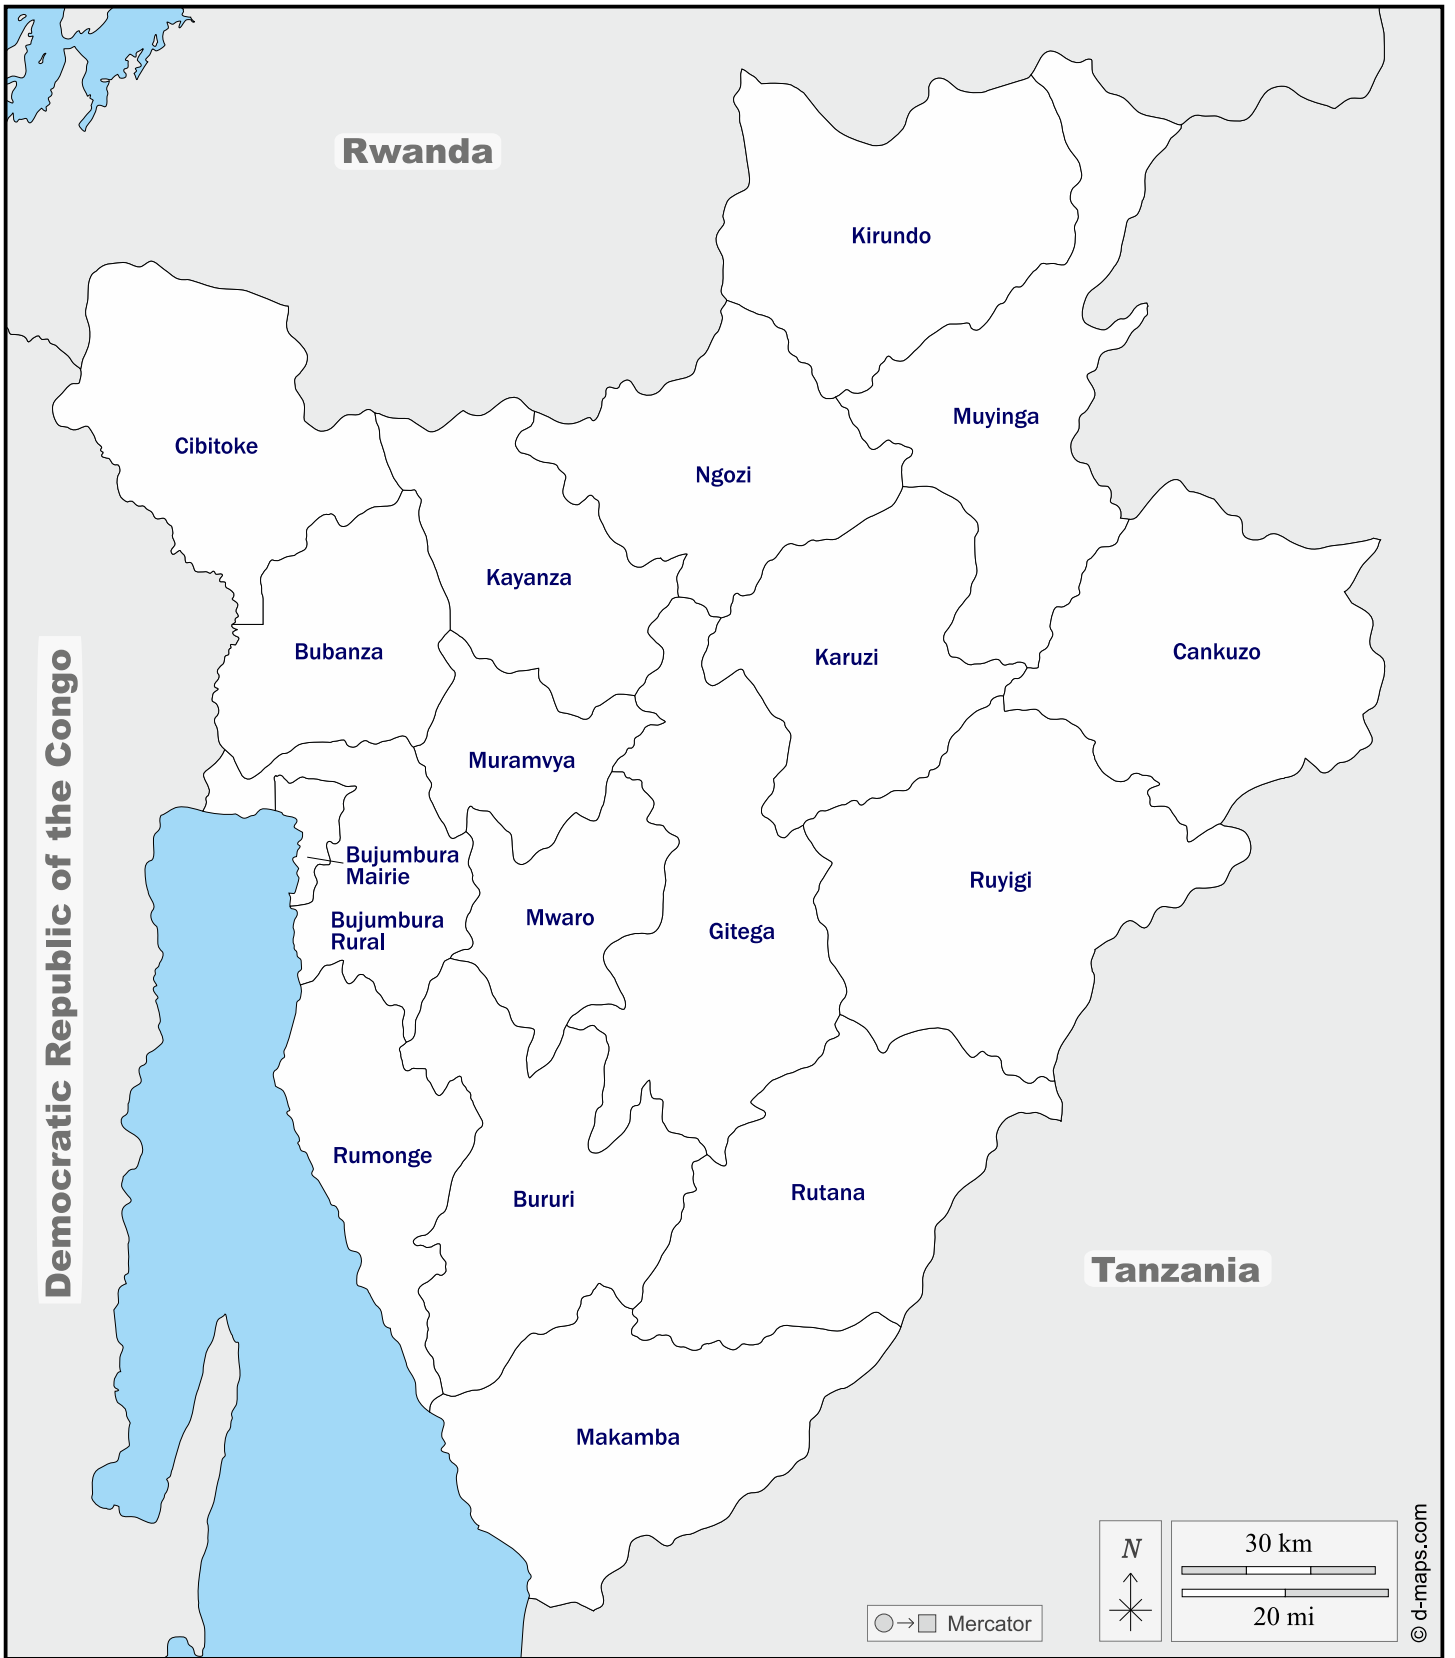 Rwanda
Kirundo
Muyinga
Cibitoke
Ngozi
Kayanza
Bubanza
Karuzi
Cankuzo
Democratic Republic of the Congo
Muramvya
Bujumbura
Mairie
Bujumbura
Rural
Mwaro
Gitega
Ruyigi
Rumonge
Bururi
Rutana
Tanzania
Makamba
N
30 km
20 mi
Mercator
© d-maps.com